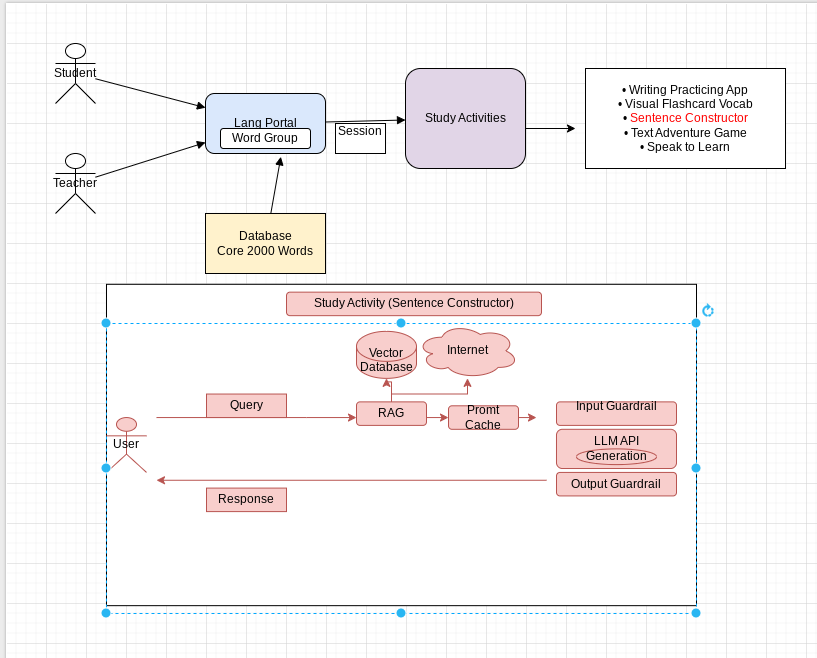 Student
Teacher
Lang Portal
Word Group
Session
Study Activities
• Writing Practicing App
• Visual Flashcard Vocab
• Sentence Constructor
• Text Adventure Game
• Speak to Learn
Database
Core 2000 Words
Study Activity (Sentence Constructor)
Vector
Database
Internet
Query
RAG
Promt
Cache
Input Guardrail
User
LLM API
Generation
Output Guardrail
Response